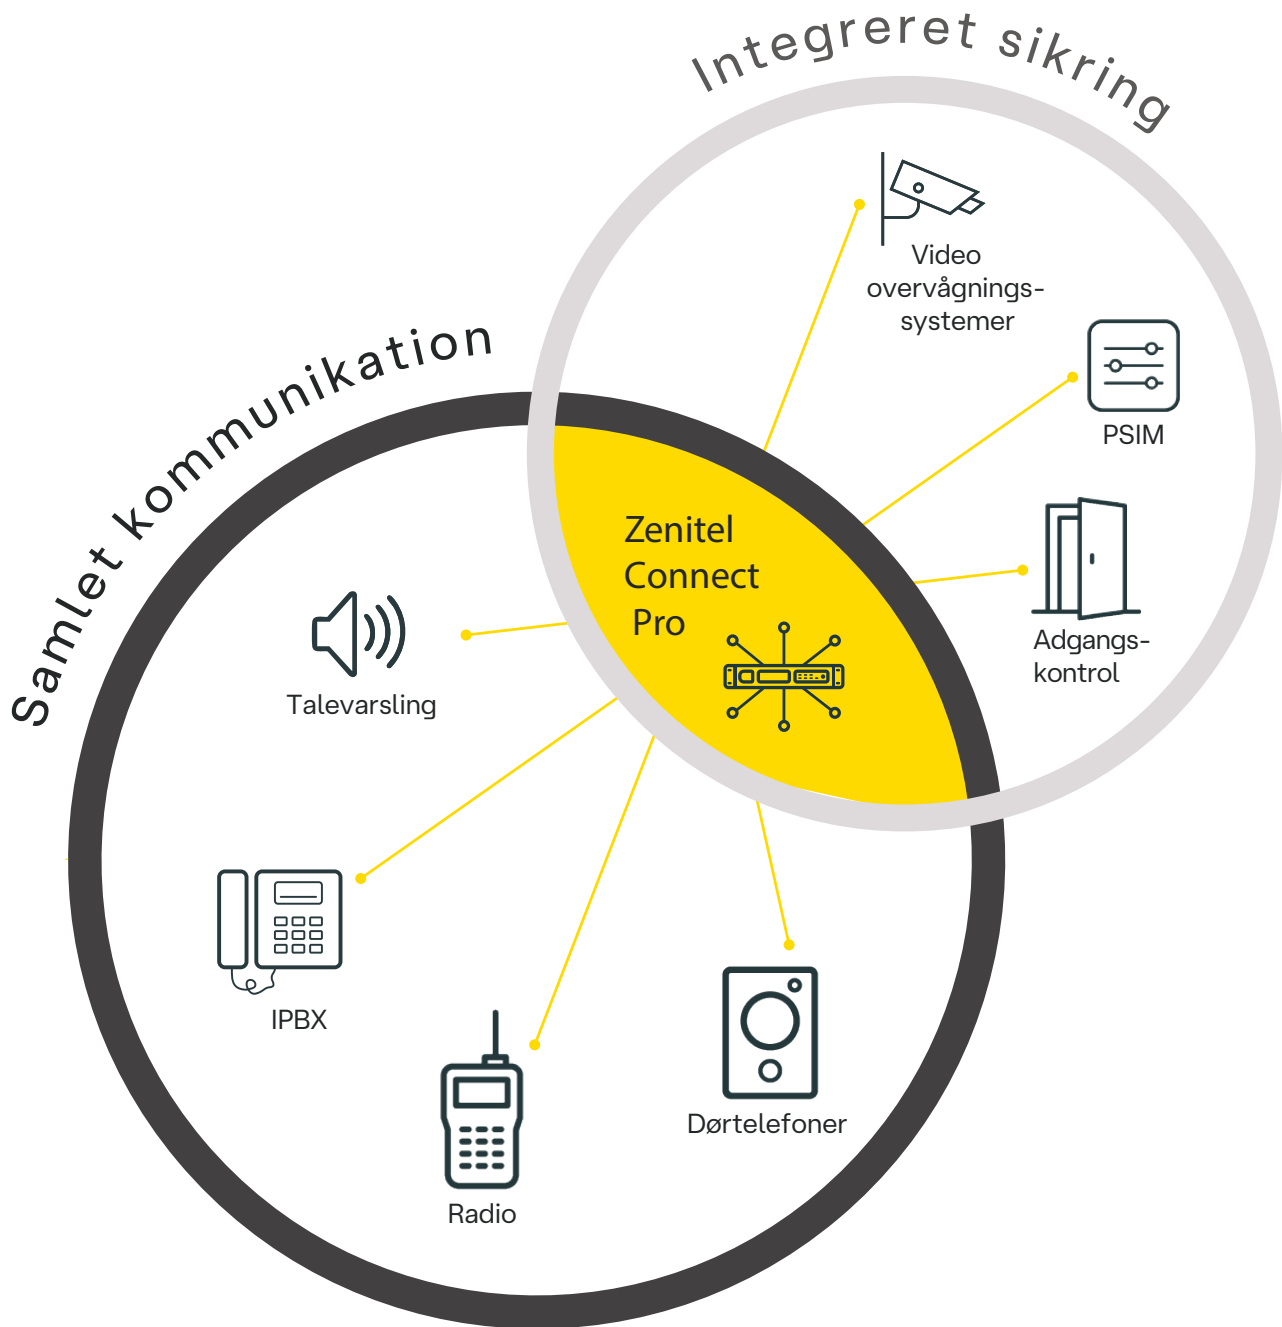 Integreret sikring
Video
overvågnings-
systemer
PSIM
Adgangs-
kontrol
Samlet kommunikation
Zenitel
Connect
Pro
Talevarsling
IPBX
Radio
Dørtelefoner